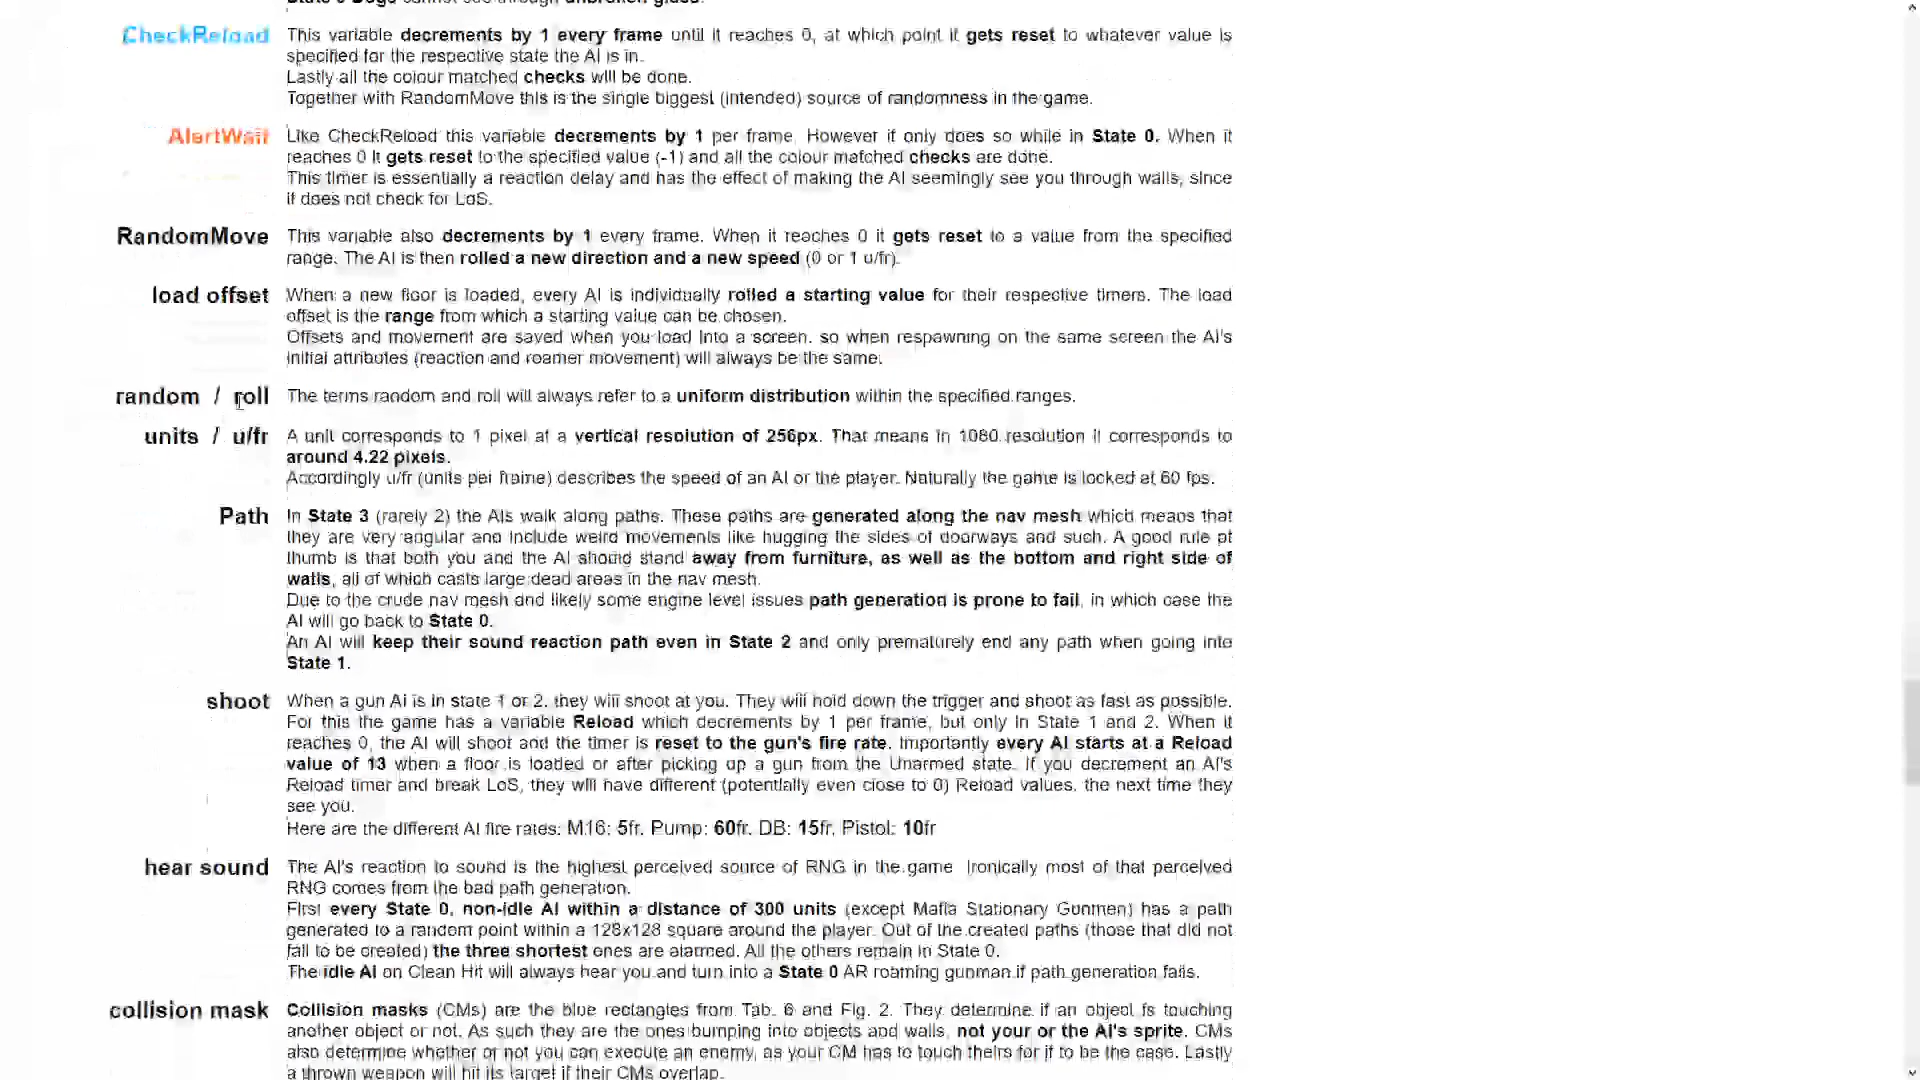 State 0 Dogs cannot see through unbroken glass.
CheckReload This variable decrements by 1 every frame until it reaches 0, at which point it gets reset to whatever value is
specified for the respective state the AI is in.
Lastly all the colour matched checks will be done.
Together with RandomMove this is the single biggest (intended) source of randomness in the game.
AlertWait Like CheckReload this variable decrements by 1 per frame. However it only does so while in State 0. When it
reaches 0 it gets reset to the specified value (-1) and all the colour matched checks are done.
This timer is essentially a reaction delay and has the effect of making the AI seemingly see you through walls, since
it does not check for LoS.
RandomMove This variable also decrements by 1 every frame. When it reaches 0 it gets reset to a value from the specified
range. The AI is then rolled a new direction and a new speed (0 or 1 u/fr).
load offset When a new floor is loaded, every AI is individually rolled a starting value for their respective timers. The load
offset is the range from which a starting value can be chosen.
Offsets and movement are saved when you load into a screen, so when respawning on the same screen the AI's
initial attributes (reaction and roamer movement) will always be the same.
random / roll The terms random and roll will always refer to a uniform distribution within the specified ranges.
units / u/fr A unit corresponds to 1 pixel at a vertical resolution of 256px. That means in 1080 resolution it corresponds to
around 4.22 pixels.
Accordingly u/fr (units per frame) describes the speed of an AI or the player. Naturally the game is locked at 60 fps.
Path In State 3 (rarely 2) the AIs walk along paths. These paths are generated along the nav mesh which means that
they are very angular and include weird movements like hugging the sides of doorways and such. A good rule of
thumb is that both you and the AI should stand away from furniture, as well as the bottom and right side of
walls, all of which casts large dead areas in the nav mesh.
Due to the crude nav mesh and likely some engine level issues path generation is prone to fail, in which case the
AI will go back to State 0.
An AI will keep their sound reaction path even in State 2 and only prematurely end any path when going into
State 1.
shoot When a gun AI is in state 1 or 2, they will shoot at you. They will hold down the trigger and shoot as fast as possible.
For this the game has a variable Reload which decrements by 1 per frame, but only in State 1 and 2. When it
reaches 0, the AI will shoot and the timer is reset to the gun's fire rate. Importantly every AI starts at a Reload
value of 13 when a floor is loaded or after picking up a gun from the Unarmed state. If you decrement an AI's
Reload timer and break LoS, they will have different (potentially even close to 0) Reload values, the next time they
see you.
Here are the different AI fire rates: M16: 5fr, Pump: 60fr, DB: 15fr, Pistol: 10fr
hear sound The AI's reaction to sound is the highest perceived source of RNG in the game Ironically most of that perceived
RNG comes from the bad path generation.
First every State 0, non-idle AI within a distance of 300 units (except Mafia Stationary Gunmen) has a path
generated to a random point within a 128x128 square around the player. Out of the created paths (those that did not
fail to be created) the three shortest ones are alarmed. All the others remain in State 0.
The idle AI on Clean Hit will always hear you and turn into a State 0 AR roaming gunman if path generation fails.
collision mask Collision masks (CMs) are the blue rectangles from Tab. 6 and Fig. 2. They determine if an object is touching
another object or not. As such they are the ones bumping into objects and walls, not your or the AI's sprite. CMs
also determine whether or not you can execute an enemy, as your CM has to touch theirs for it to be the case. Lastly
a thrown weapon will hit its target if their CMs overlap.